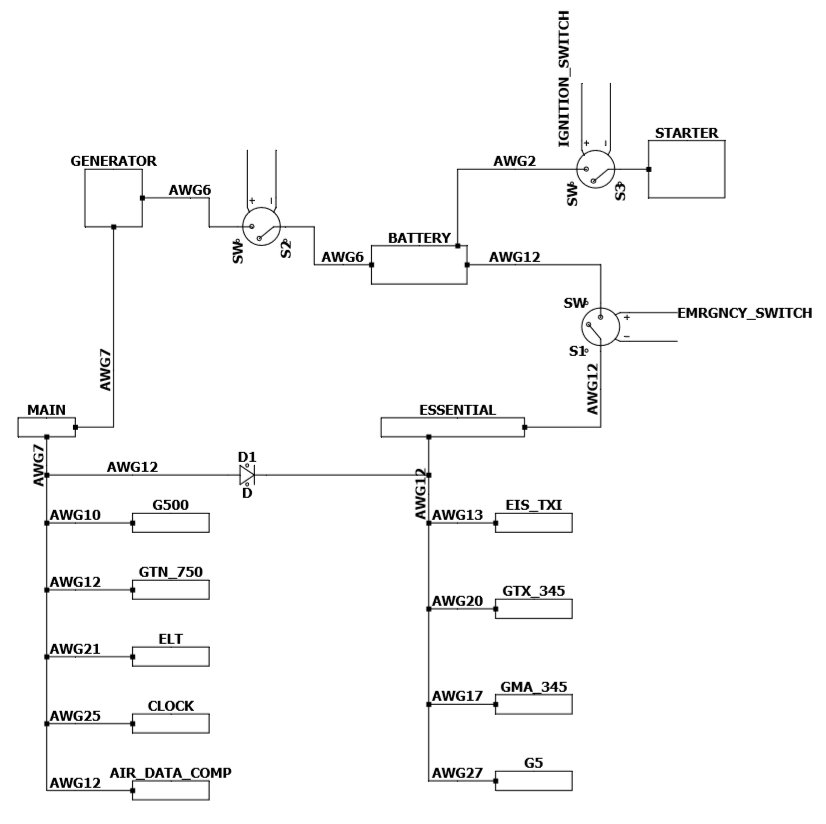 IGNITION_SWITCH
STARTER
GENERATOR
AWG2
+
–
AWG6
SW
S3
+
–
SW
S2
BATTERY
AWG6
AWG12
SW
+
EMRGNCY_SWITCH
–
S1
AWG7
AWG12
MAIN
ESSENTIAL
AWG7
AWG12
D1
D
AWG12
AWG10
G500
AWG13
EIS_TXI
AWG12
GTN_750
AWG20
GTX_345
AWG21
ELT
AWG17
GMA_345
AWG25
CLOCK
AWG12
AIR_DATA_COMP
AWG27
G5